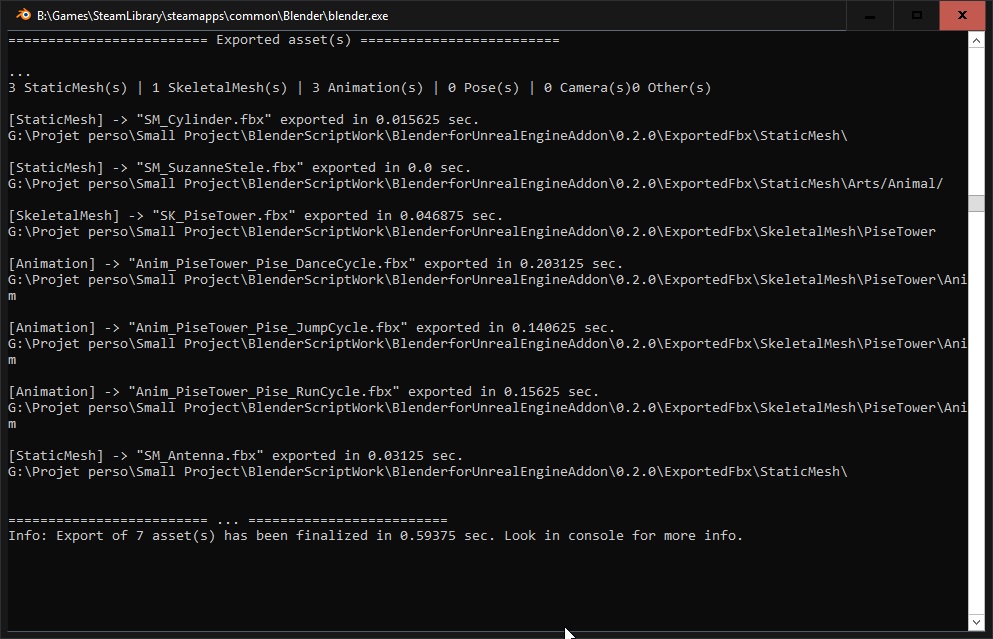 B:\Games\SteamLibrary\steamapps\common\Blender\blender.exe
========================= Exported asset(s) =========================
...
3 StaticMesh(s) | 1 SkeletalMesh(s) | 3 Animation(s) | 0 Pose(s) | 0 Camera(s)0 Other(s)
[StaticMesh] -> "SM_Cylinder.fbx" exported in 0.015625 sec.
G:\Projet perso\Small Project\BlenderScriptWork\BlenderforUnrealEngineAddon\0.2.0\ExportedFbx\StaticMesh\
[StaticMesh] -> "SM_SuzanneStele.fbx" exported in 0.0 sec.
G:\Projet perso\Small Project\BlenderScriptWork\BlenderforUnrealEngineAddon\0.2.0\ExportedFbx\StaticMesh\Arts/Animal/
[SkeletalMesh] -> "SK_PiseTower.fbx" exported in 0.046875 sec.
G:\Projet perso\Small Project\BlenderScriptWork\BlenderforUnrealEngineAddon\0.2.0\ExportedFbx\SkeletalMesh\PiseTower
[Animation] -> "Anim_PiseTower_Pise_DanceCycle.fbx" exported in 0.203125 sec.
G:\Projet perso\Small Project\BlenderScriptWork\BlenderforUnrealEngineAddon\0.2.0\ExportedFbx\SkeletalMesh\PiseTower\Ani
m
[Animation] -> "Anim_PiseTower_Pise_JumpCycle.fbx" exported in 0.140625 sec.
G:\Projet perso\Small Project\BlenderScriptWork\BlenderforUnrealEngineAddon\0.2.0\ExportedFbx\SkeletalMesh\PiseTower\Ani
m
[Animation] -> "Anim_PiseTower_Pise_RunCycle.fbx" exported in 0.15625 sec.
G:\Projet perso\Small Project\BlenderScriptWork\BlenderforUnrealEngineAddon\0.2.0\ExportedFbx\SkeletalMesh\PiseTower\Ani
m
[StaticMesh] -> "SM_Antenna.fbx" exported in 0.03125 sec.
G:\Projet perso\Small Project\BlenderScriptWork\BlenderforUnrealEngineAddon\0.2.0\ExportedFbx\StaticMesh\
========================= ... =========================
Info: Export of 7 asset(s) has been finalized in 0.59375 sec. Look in console for more info.